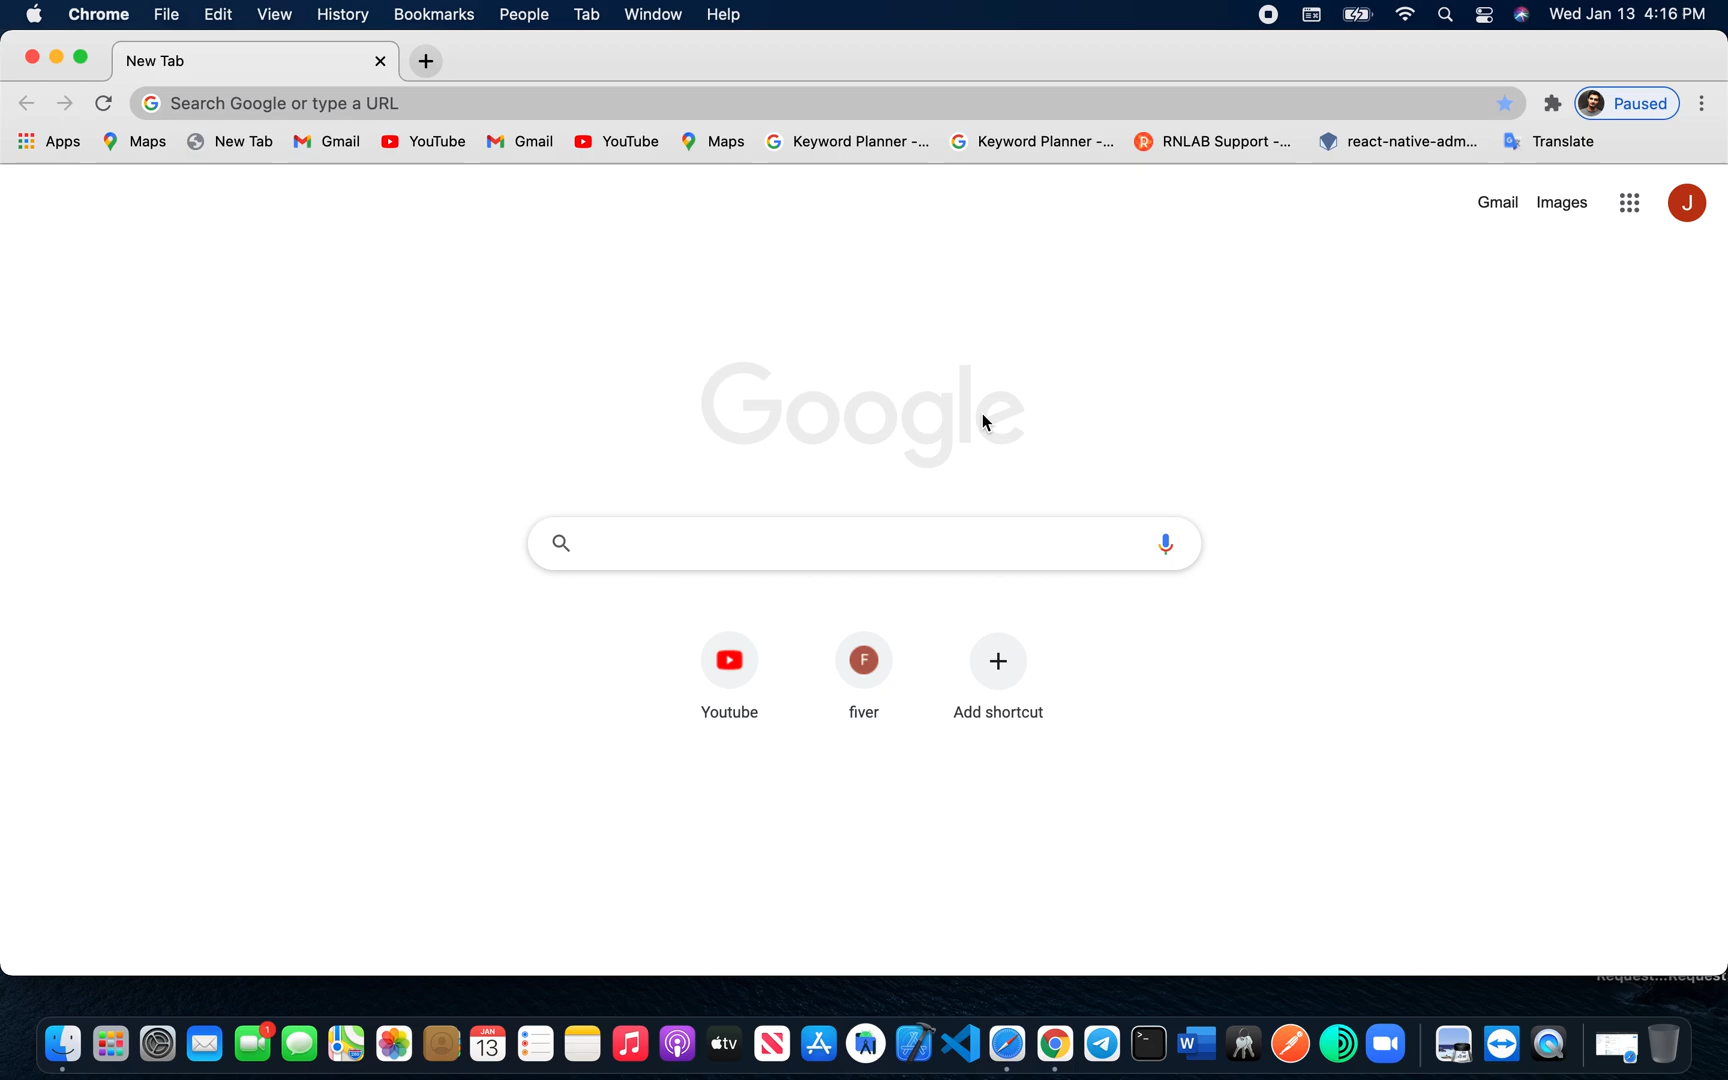 Chrome File Edit View History Bookmarks People Tab Window Help Wed Jan 13 4:16 PM
New Tab
Search Google or type a URL Paused
Apps Maps New Tab Gmail YouTube Gmail YouTube Maps Keyword Planner -... Keyword Planner -... RNLAB Support -... react-native-adm... Translate
Gmail Images J
Google
F
Youtube fiver Add shortcut
1
JAN
13 tv W